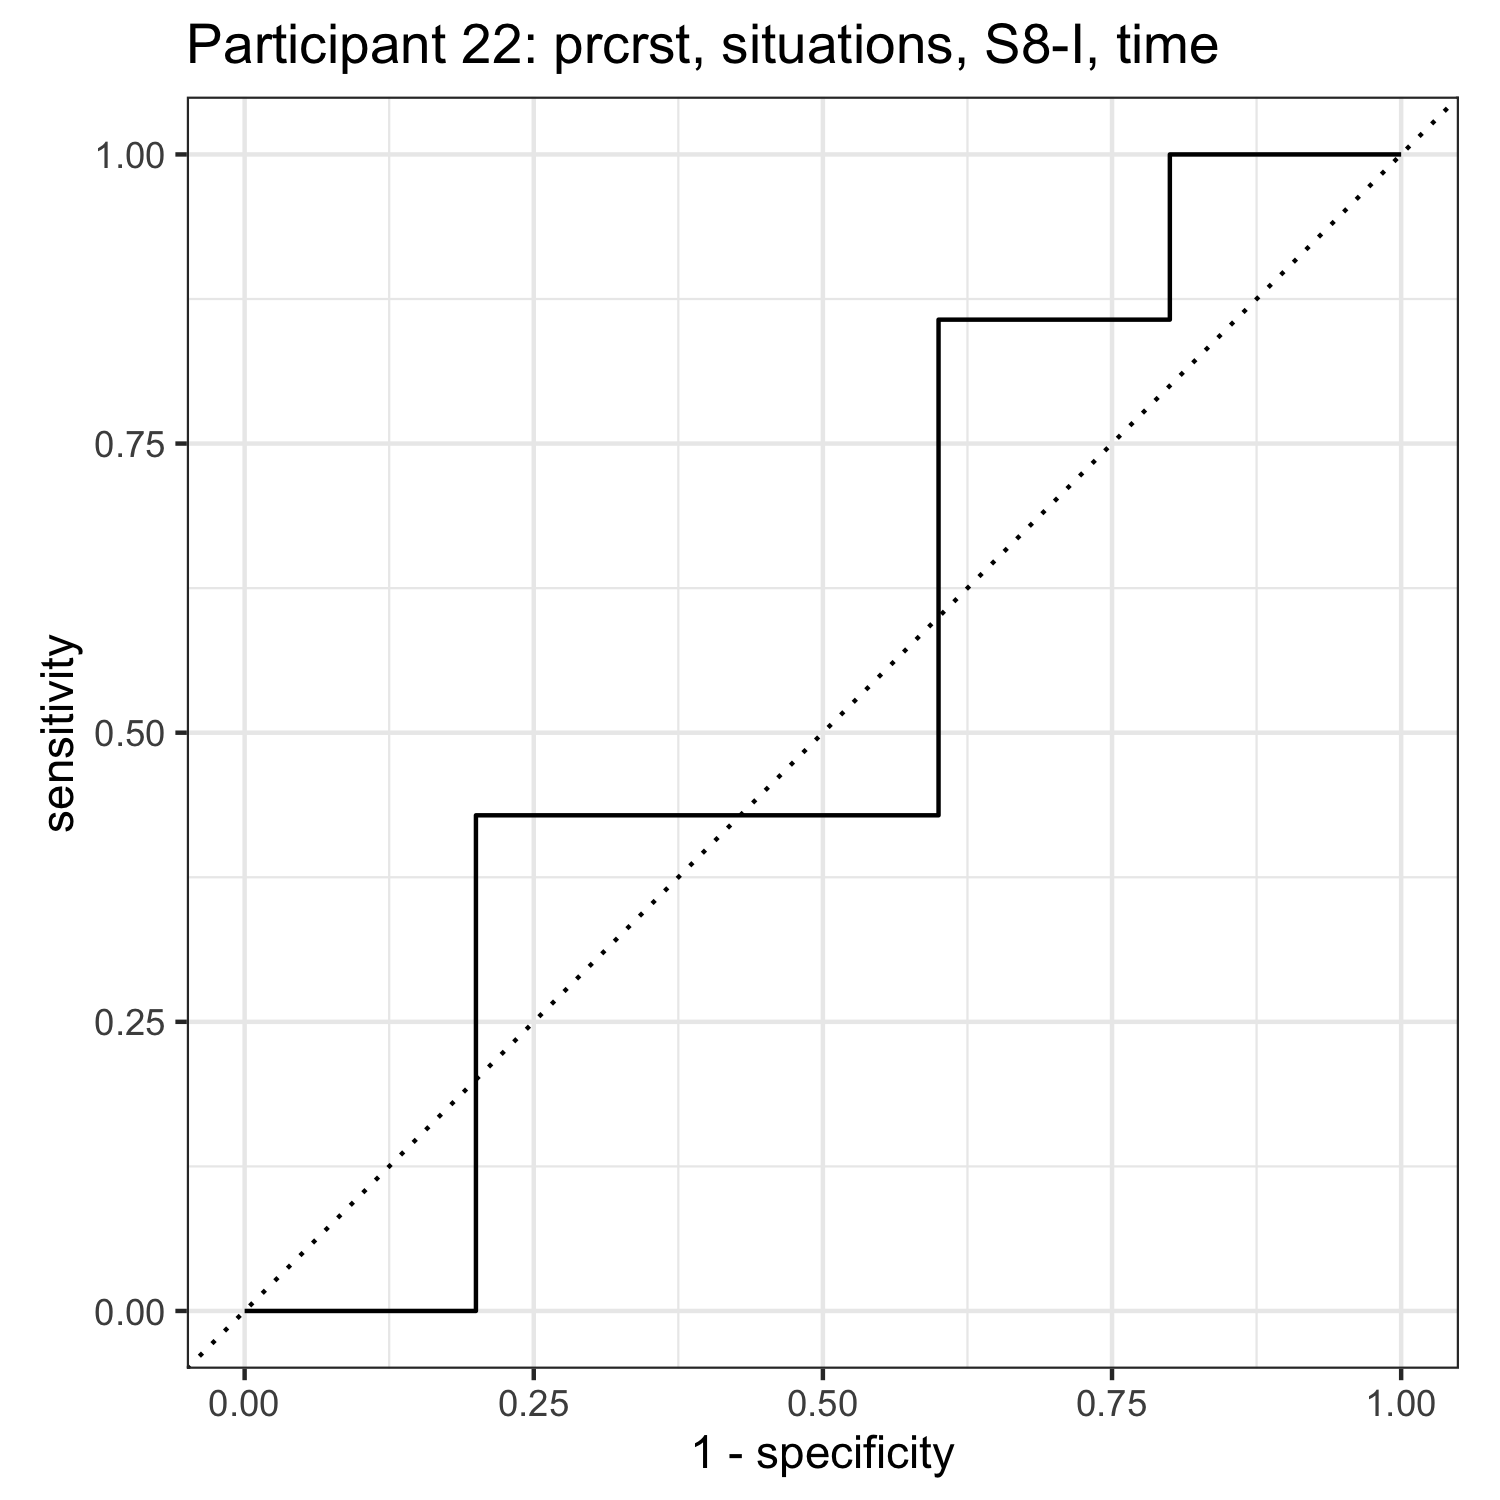 Participant 22: prcrst, situations, S8-I, time
1.00
0.75
0.50
0.25
0.00
sensitivity
0.00 0.25 0.50 0.75 1.00
1 - specificity